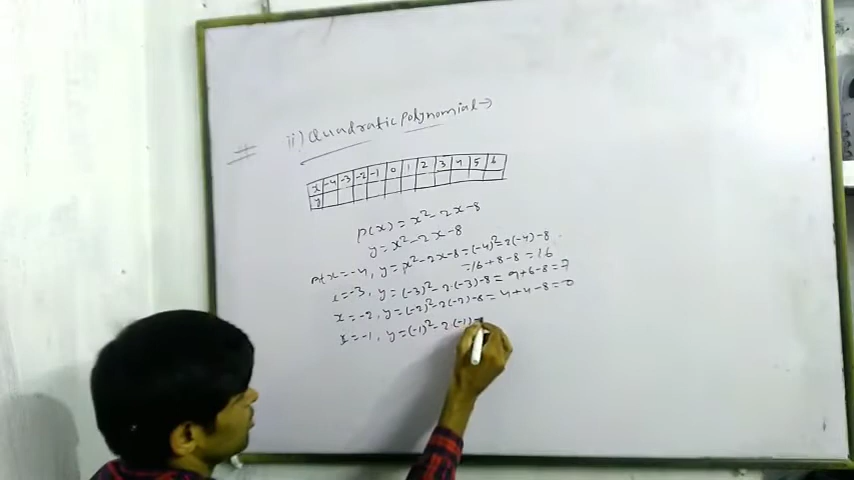 ii) Quadratic Polynomial →
x -4 -3 -2 -1 0 1 2 3 4 5 6
y
p(x) = x² - 2x - 8
y = x² - 2x - 8
At x = -4, y = x² - 2x - 8 = (-4)² - 2(-4) - 8
= 16 + 8 - 8 = 16
x = -3, y = (-3)² - 2·(-3) - 8 = 9 + 6 - 8 = 7
x = -2, y = (-2)² - 2(-2) - 8 = 4 + 4 - 8 = 0
x = -1, y = (-1)² - 2·(-1) -